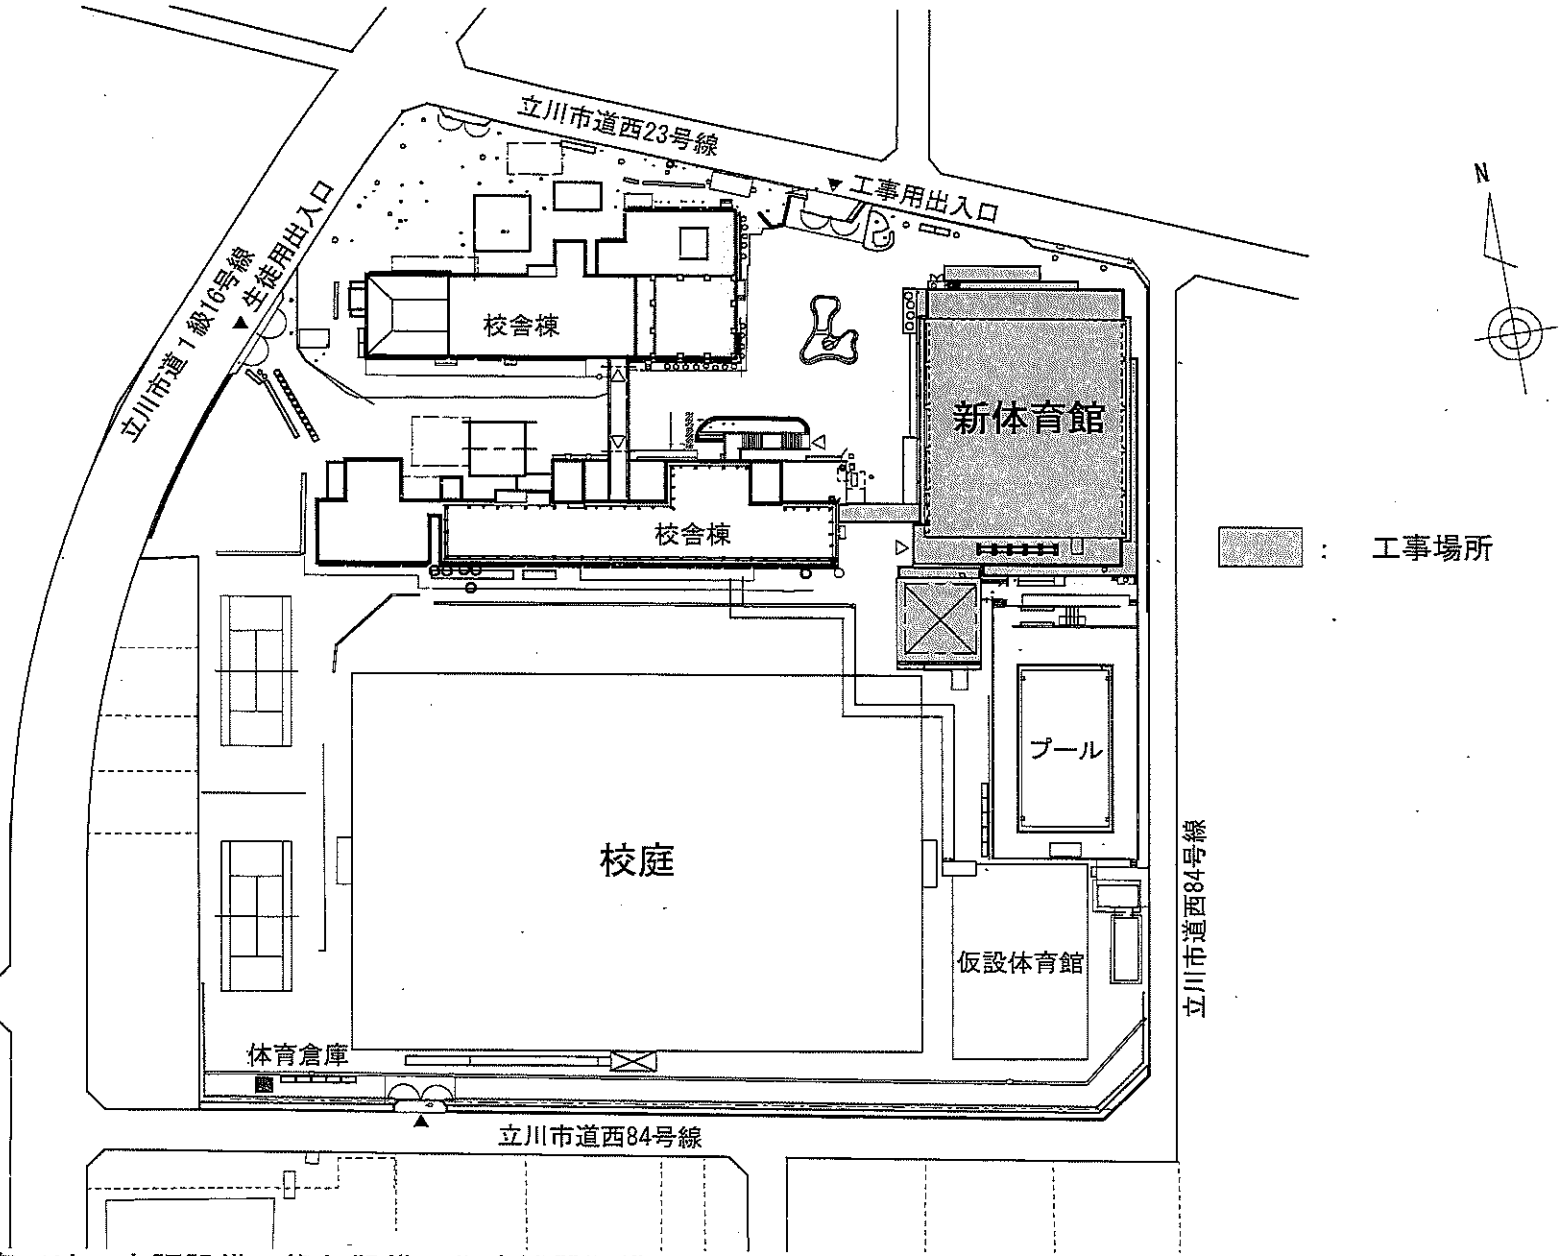 立川市道西23号線
▼ 工事用出入口
N
立川市道1級16号線
▼ 生徒用出入口
校舎棟
新体育館
校舎棟
: 工事場所
プール
校庭
立川市道西84号線
仮設体育館
体育倉庫
▲
立川市道西84号線